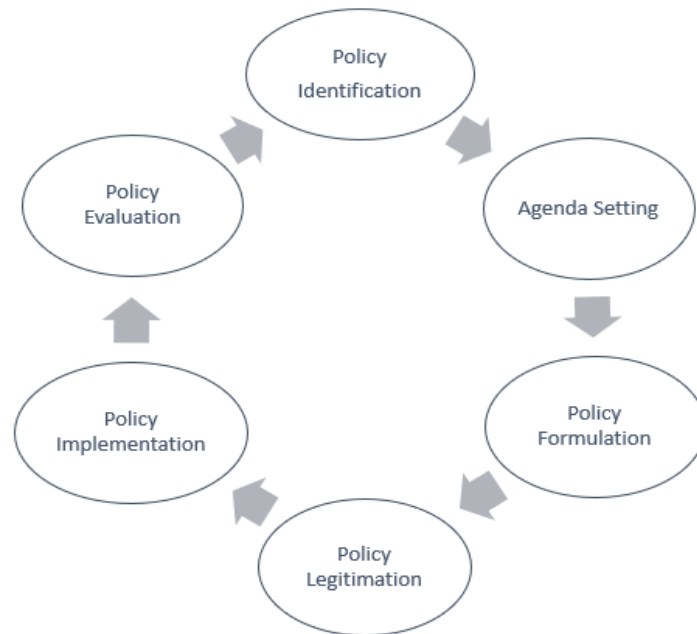 Policy
Identification
Agenda Setting
Policy
Formulation
Policy
Legitimation
Policy
Implementation
Policy
Evaluation